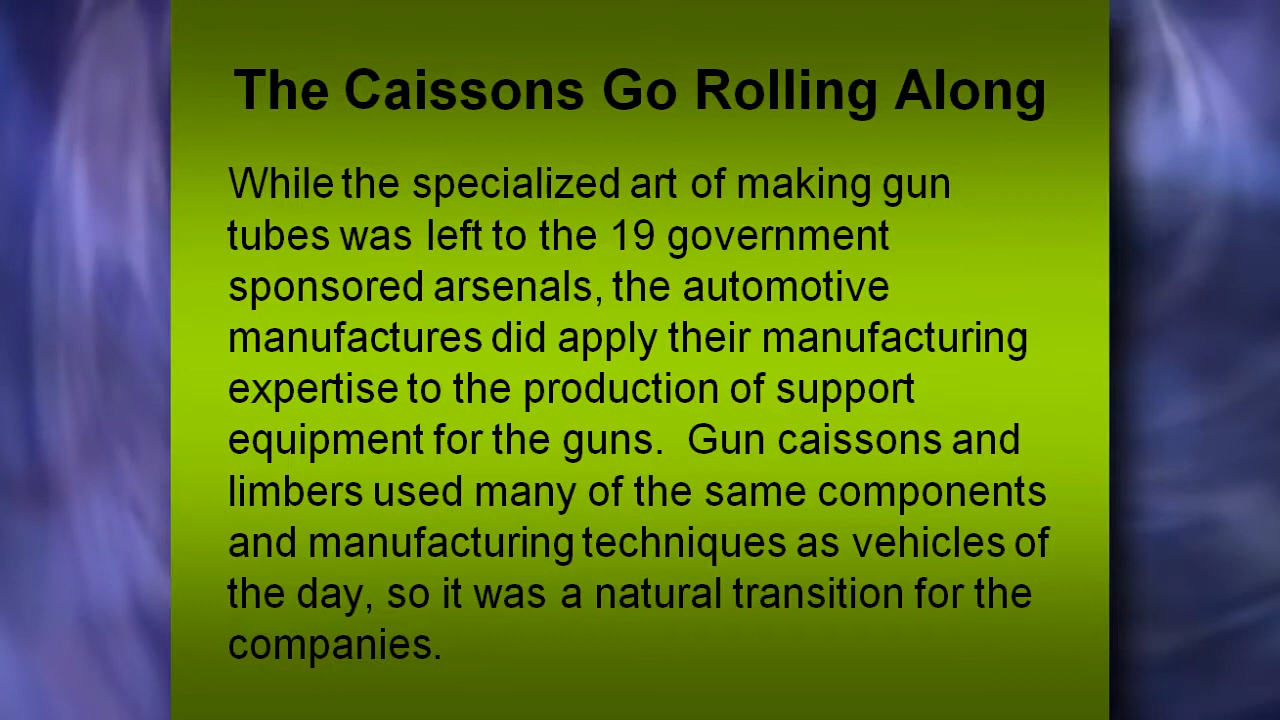 The Caissons Go Rolling Along
While the specialized art of making gun
tubes was left to the 19 government
sponsored arsenals, the automotive
manufactures did apply their manufacturing
expertise to the production of support
equipment for the guns.  Gun caissons and
limbers used many of the same components
and manufacturing techniques as vehicles of
the day, so it was a natural transition for the
companies.